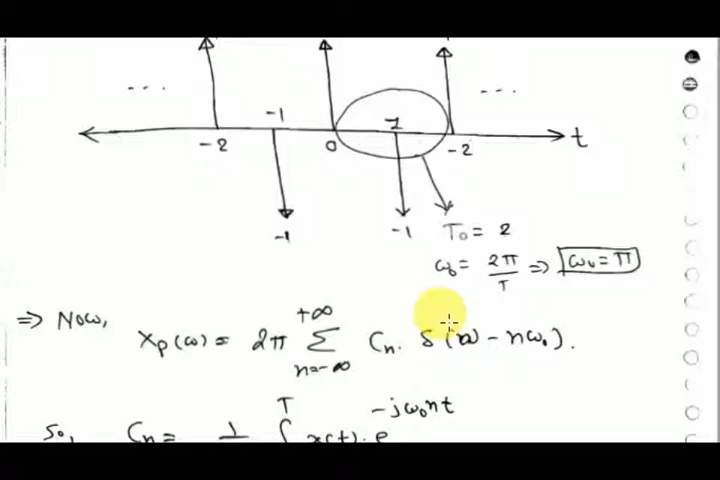 ... ...
-1 1
-2 0 -2 t
-1 -1 T₀ = 2
ω₀ = 2π/T ⇒ ω₀ = π
⇒ Now, Xp(ω) = 2π ∑ n=-∞ +∞ Cn. δ(ω - nω₀).
So, Cn = 1 ∫ T x(t). e -jω₀nt